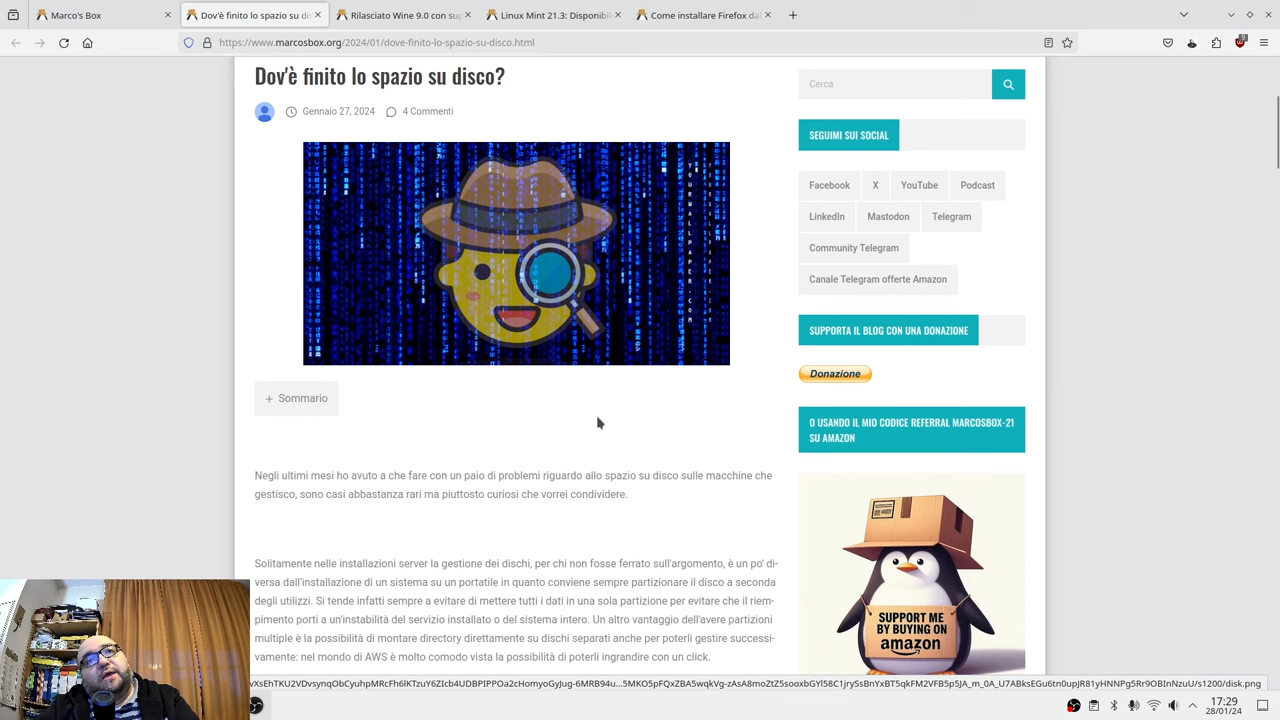 Marco's Box
Dov'è finito lo spazio su di
Rilasciato Wine 9.0 con sup
Linux Mint 21.3: Disponibil
Come installare Firefox da
https://www.marcosbox.org/2024/01/dove-finito-lo-spazio-su-disco.html
Dov'è finito lo spazio su disco?
Gennaio 27, 2024
4 Commenti
YOURWALLPAPER.COM
+ Sommario
Negli ultimi mesi ho avuto a che fare con un paio di problemi riguardo allo spazio su disco sulle macchine che
gestisco, sono casi abbastanza rari ma piuttosto curiosi che vorrei condividere.
Solitamente nelle installazioni server la gestione dei dischi, per chi non fosse ferrato sull'argomento, è un po' di-
versa dall'installazione di un sistema su un portatile in quanto conviene sempre partizionare il disco a seconda
degli utilizzi. Si tende infatti sempre a evitare di mettere tutti i dati in una sola partizione per evitare che il riem-
pimento porti a un'instabilità del servizio installato o del sistema intero. Un altro vantaggio dell'avere partizioni
multiple è la possibilità di montare directory direttamente su dischi separati anche per poterli gestire successi-
vamente: nel mondo di AWS è molto comodo vista la possibilità di poterli ingrandire con un click.
Cerca
SEGUIMI SUI SOCIAL
Facebook
X
YouTube
Podcast
LinkedIn
Mastodon
Telegram
Community Telegram
Canale Telegram offerte Amazon
SUPPORTA IL BLOG CON UNA DONAZIONE
Donazione
O USANDO IL MIO CODICE REFERRAL MARCOSBOX-21
SU AMAZON
SUPPORT ME
BY BUYING ON
amazon
17:29
28/01/24